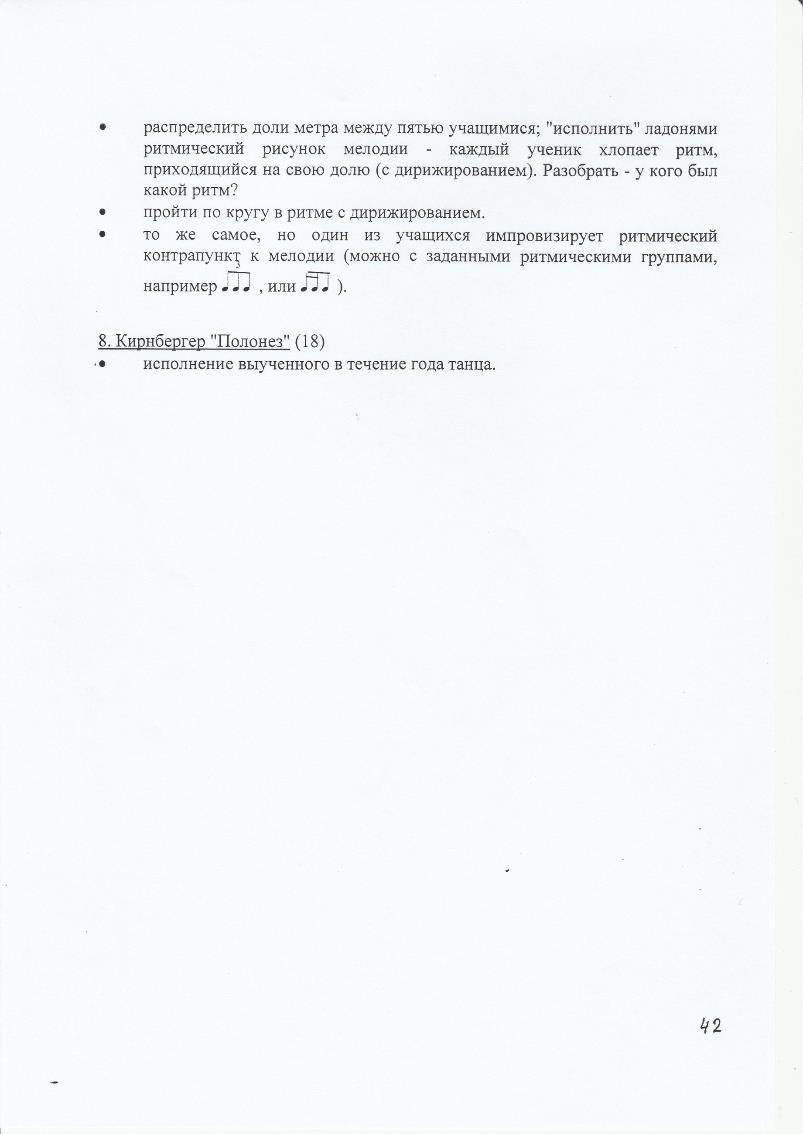 • распределить доли метра между пятью учащимися; "исполнить" ладонями
ритмический рисунок мелодии - каждый ученик хлопает ритм,
приходящийся на свою долю (с дирижированием). Разобрать - у кого был
какой ритм?
• пройти по кругу в ритме с дирижированием.
• то же самое, но один из учащихся импровизирует ритмический
контрапункт к мелодии (можно с заданными ритмическими группами,
3
например , или ).
8. Кирнбергер "Полонез" (18)
• исполнение выученного в течение года танца.
42